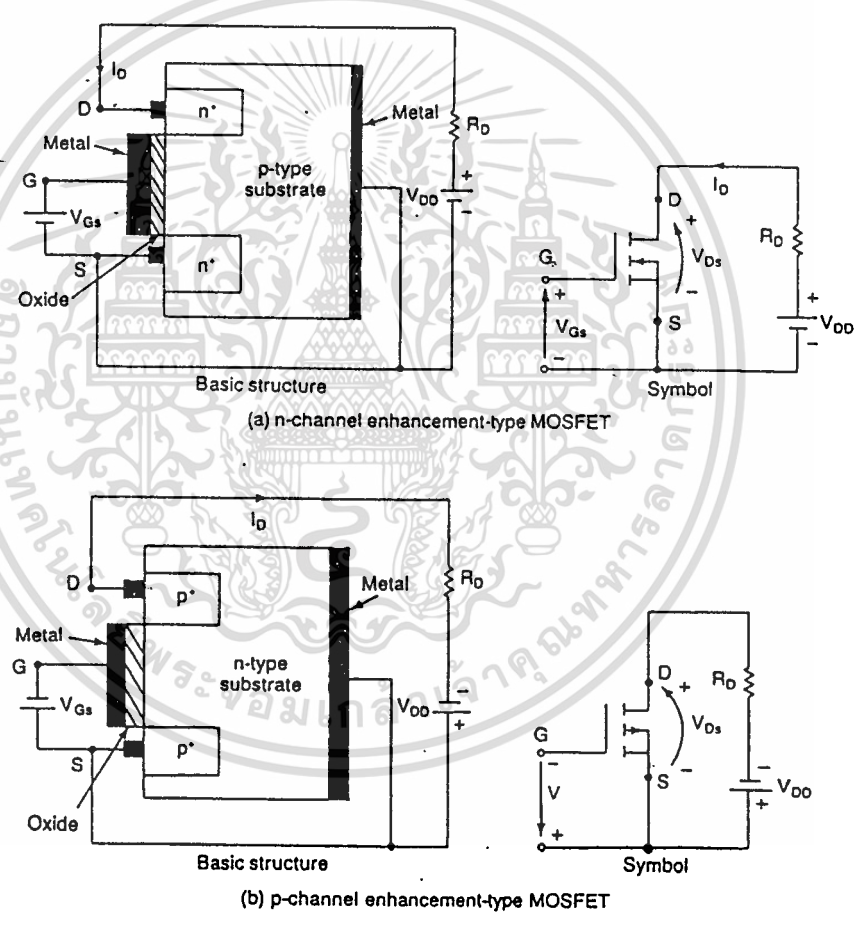 I_D
D
n⁺
Metal
Metal
R_D
p-type
substrate
G
V_Gs
V_DD
+
-
S
n⁺
Oxide
Basic structure
D
I_D
+
R_D
G
V_Ds
+
V_Gs
-
-
S
+
V_DD
-
Symbol
(a) n-channel enhancement-type MOSFET
I_D
D
p⁺
Metal
R_D
Metal
G
n-type
substrate
V_Gs
V_DD
-
+
S
p⁺
Oxide
Basic structure
D
+
R_D
G
V_Ds
-
V
+
-
S
-
V_DD
+
Symbol
(b) p-channel enhancement-type MOSFET